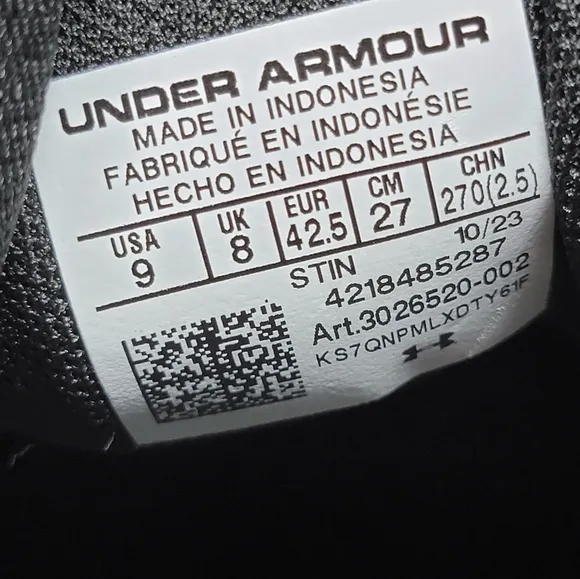 UNDER ARMOUR
MADE IN INDONESIA
FABRIQUÉ EN INDONÉSIE
HECHO EN INDONESIA
USA UK EUR CM CHN
9 8 42.5 27 270(2.5)
STIN 10/23
4218485287
Art.3026520-002
KS7QNPMLXDTY61F